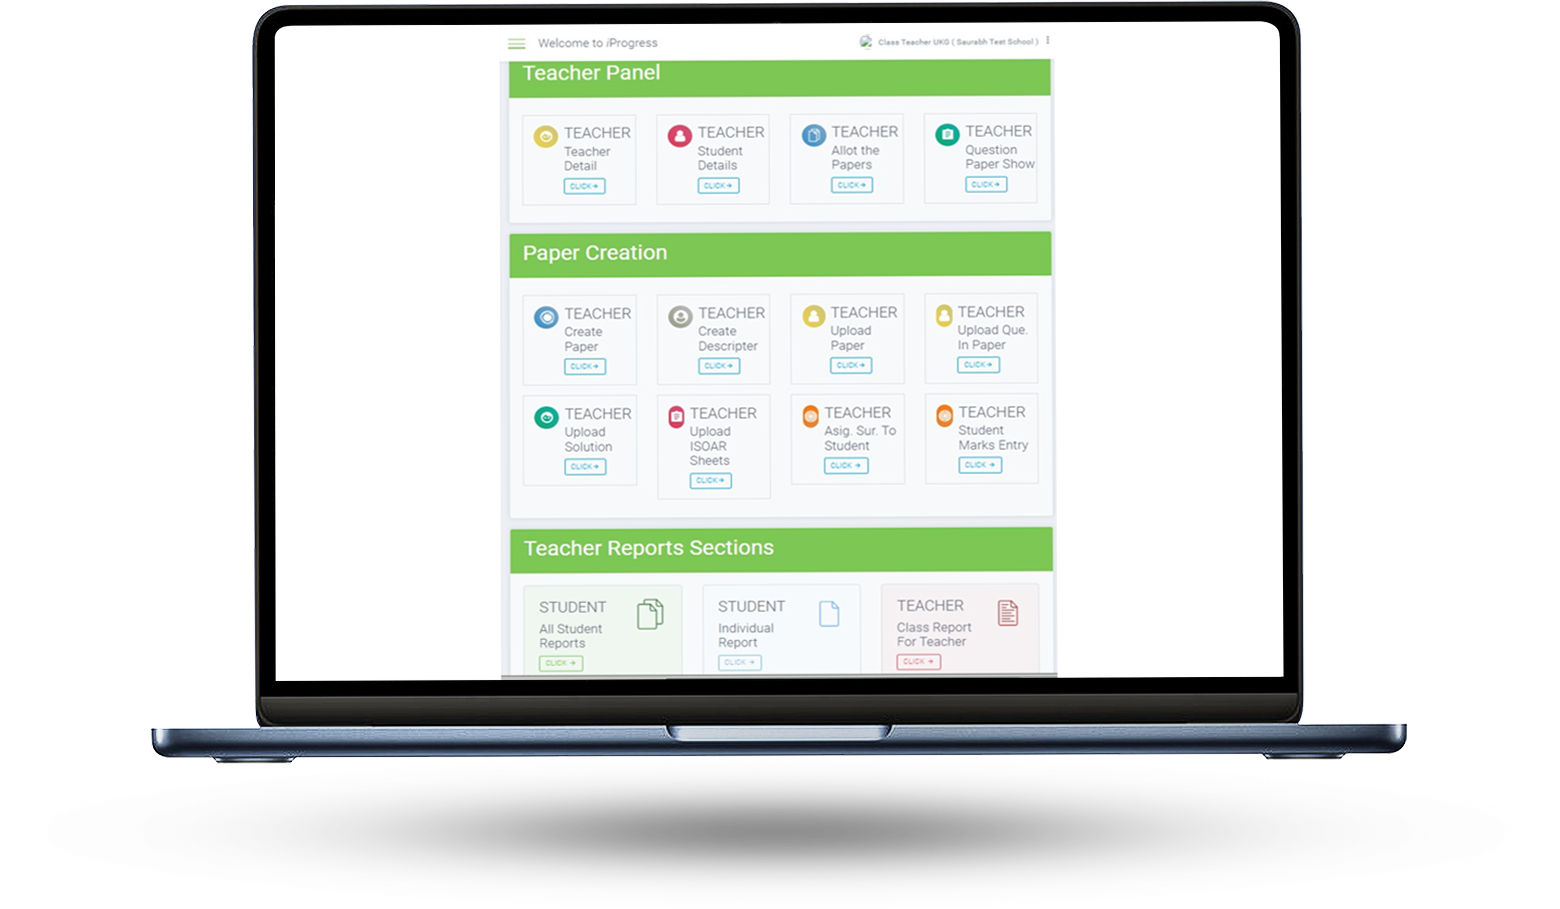 Welcome to iProgress
Class Teacher UKG ( Saurabh Test School )
Teacher Panel
TEACHER
Teacher
Detail
CLICK→
TEACHER
Student
Details
CLICK→
TEACHER
Allot the
Papers
CLICK→
TEACHER
Question
Paper Show
CLICK→
Paper Creation
TEACHER
Create
Paper
CLICK→
TEACHER
Create
Descripter
CLICK→
TEACHER
Upload
Paper
CLICK→
TEACHER
Upload Que.
In Paper
CLICK→
TEACHER
Upload
Solution
CLICK→
TEACHER
Upload
ISOAR
Sheets
CLICK→
TEACHER
Asig. Sur. To
Student
CLICK →
TEACHER
Student
Marks Entry
CLICK →
Teacher Reports Sections
STUDENT
All Student
Reports
CLICK →
STUDENT
Individual
Report
CLICK →
TEACHER
Class Report
For Teacher
CLICK →